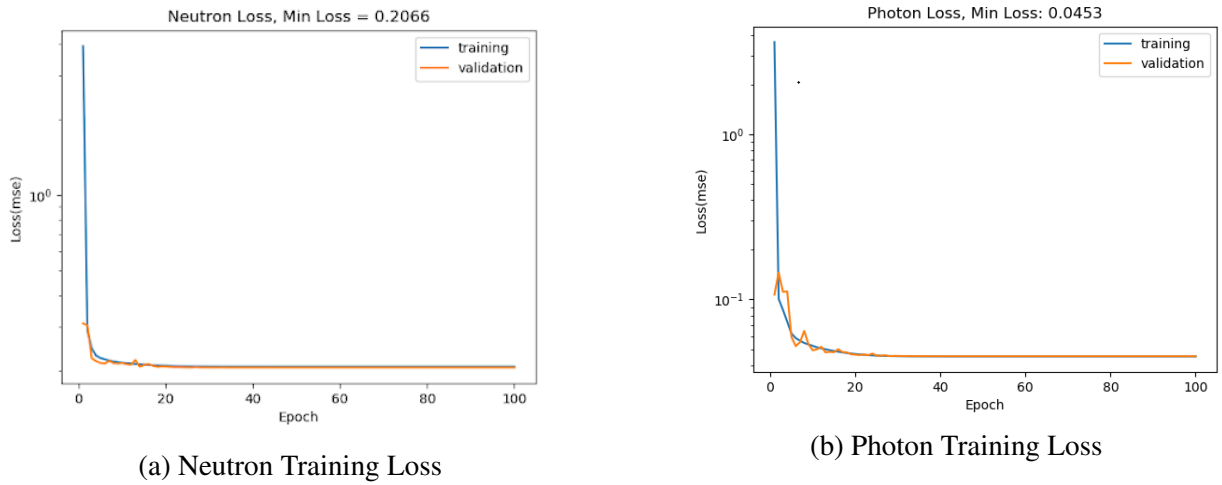 Neutron Loss, Min Loss = 0.2066
training
validation
10⁰
Loss(mse)
0 20 40 60 80 100
Epoch
(a) Neutron Training Loss
Photon Loss, Min Loss: 0.0453
training
validation
10⁰
10⁻¹
Loss(mse)
0 20 40 60 80 100
Epoch
(b) Photon Training Loss